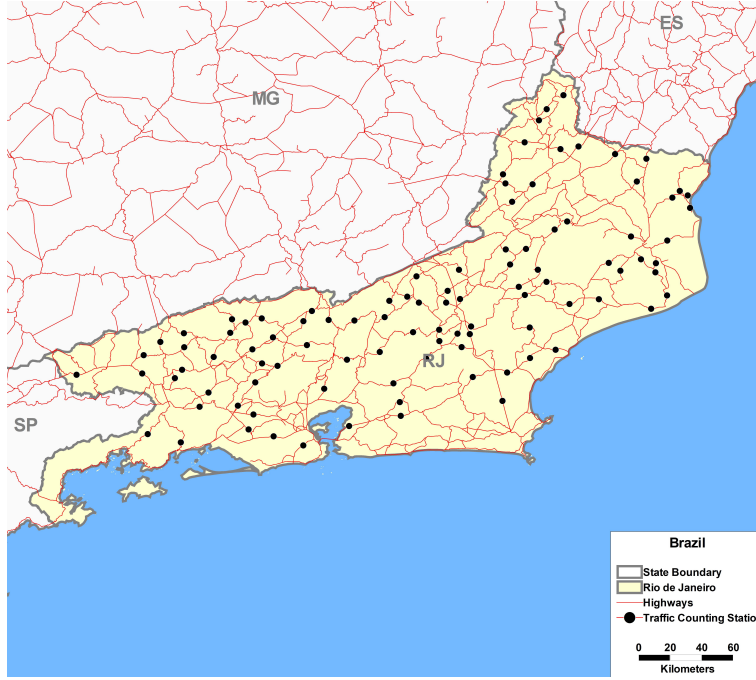 ES
MG
RJ
SP
Brazil
State Boundary
Rio de Janeiro
Highways
Traffic Counting Statio
0 20 40 60
Kilometers